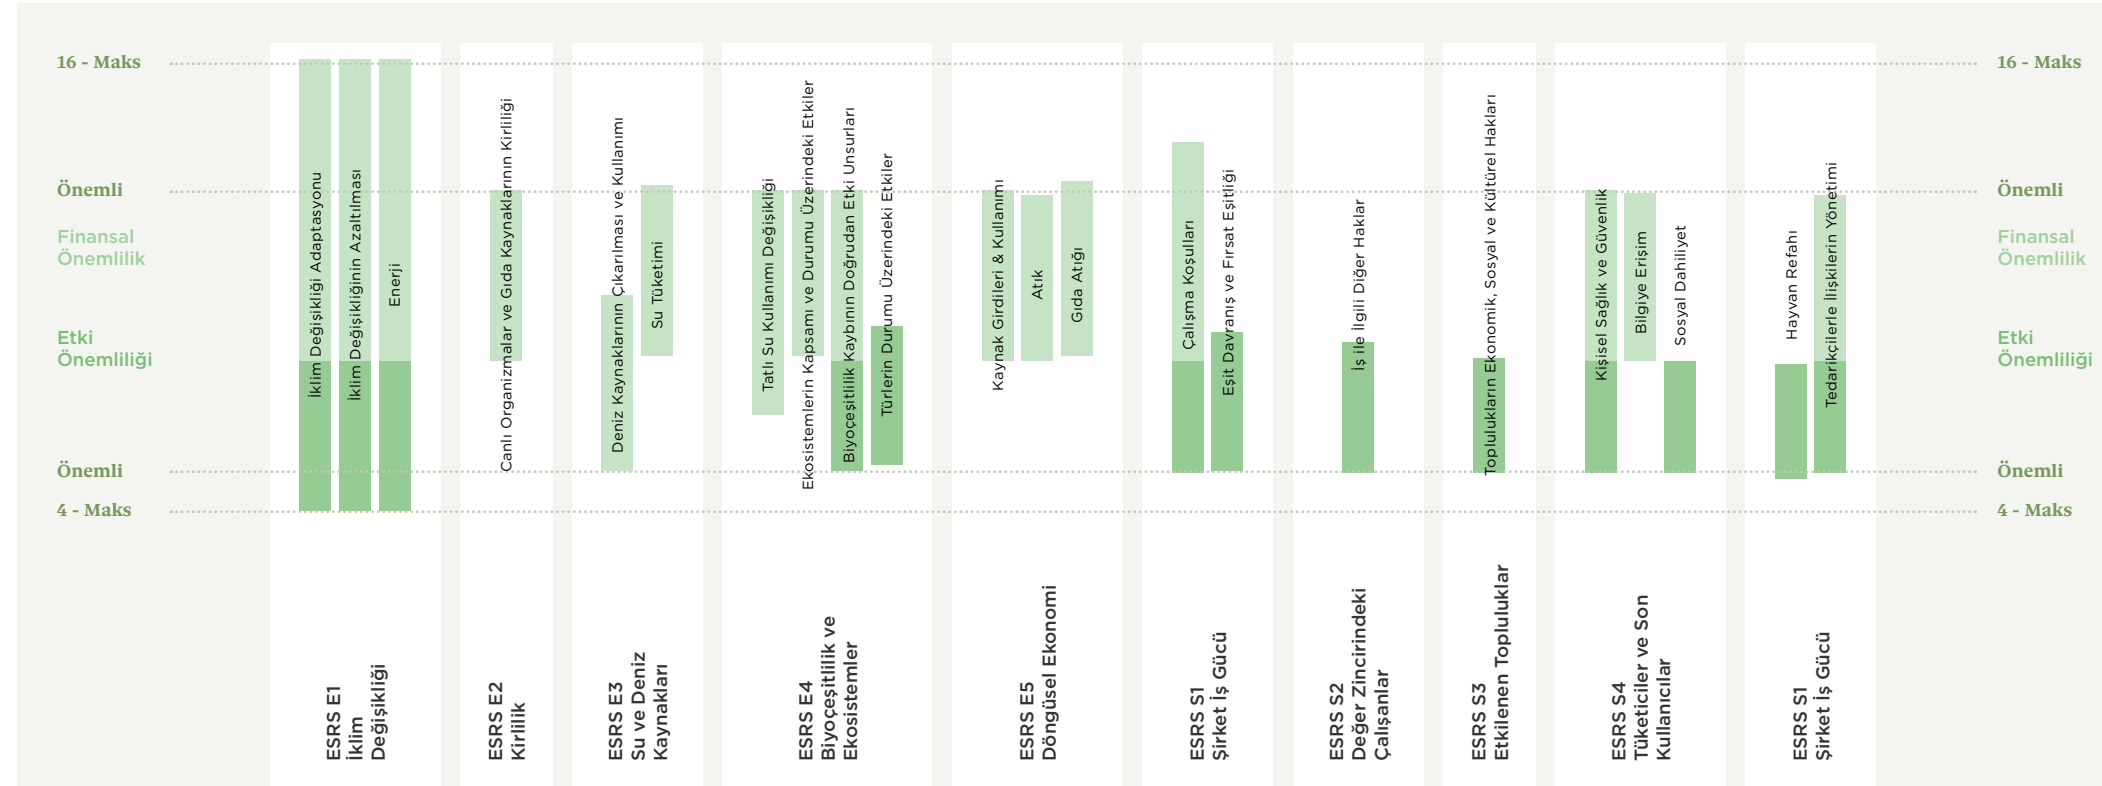 16 - Maks
Önemli
Finansal
Önemlilik
Etki
Önemliliği
Önemli
4 - Maks
İklim Değişikliği Adaptasyonu
İklim Değişikliğinin Azaltılması
Enerji
ESRS E1
İklim
Değişikliği
Canlı Organizmalar ve Gıda Kaynaklarının Kirliliği
ESRS E2
Kirlilik
Deniz Kaynaklarının Çıkarılması ve Kullanımı
Su Tüketimi
ESRS E3
Su ve Deniz
Kaynakları
Tatlı Su Kullanımı Değişikliği
Ekosistemlerin Kapsamı ve Durumu Üzerindeki Etkiler
Biyoçeşitlilik Kaybının Doğrudan Etki Unsurları
Türlerin Durumu Üzerindeki Etkiler
ESRS E4
Biyoçeşitlilik ve
Ekosistemler
Kaynak Girdileri & Kullanımı
Atık
Gıda Atığı
ESRS E5
Döngüsel Ekonomi
Çalışma Koşulları
Eşit Davranış ve Fırsat Eşitliği
ESRS S1
Şirket İş Gücü
İş ile İlgili Diğer Haklar
ESRS S2
Değer Zincirindeki
Çalışanlar
Toplulukların Ekonomik, Sosyal ve Kültürel Hakları
ESRS S3
Etkilenen Topluluklar
Kişisel Sağlık ve Güvenlik
Bilgiye Erişim
Sosyal Dahiliyet
ESRS S4
Tüketiciler ve Son
Kullanıcılar
Hayvan Refahı
Tedarikçilerle İlişkilerin Yönetimi
ESRS S1
Şirket İş Gücü
16 - Maks
Önemli
Finansal
Önemlilik
Etki
Önemliliği
Önemli
4 - Maks